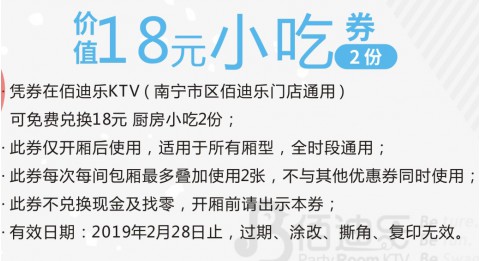 价值18元小吃券
2份
· 凭券在佰迪乐KTV（南宁市区佰迪乐门店通用）
可免费兑换18元 厨房小吃2份；
· 此券仅开厢后使用，适用于所有厢型，全时段通用；
· 此券每次每间包厢最多叠加使用2张，不与其他优惠券同时使用；
· 此券不兑换现金及找零，开厢前请出示本券；
· 有效日期：2019年2月28日止，过期、涂改、撕角、复印无效。
佰迪乐
Party Room KTV